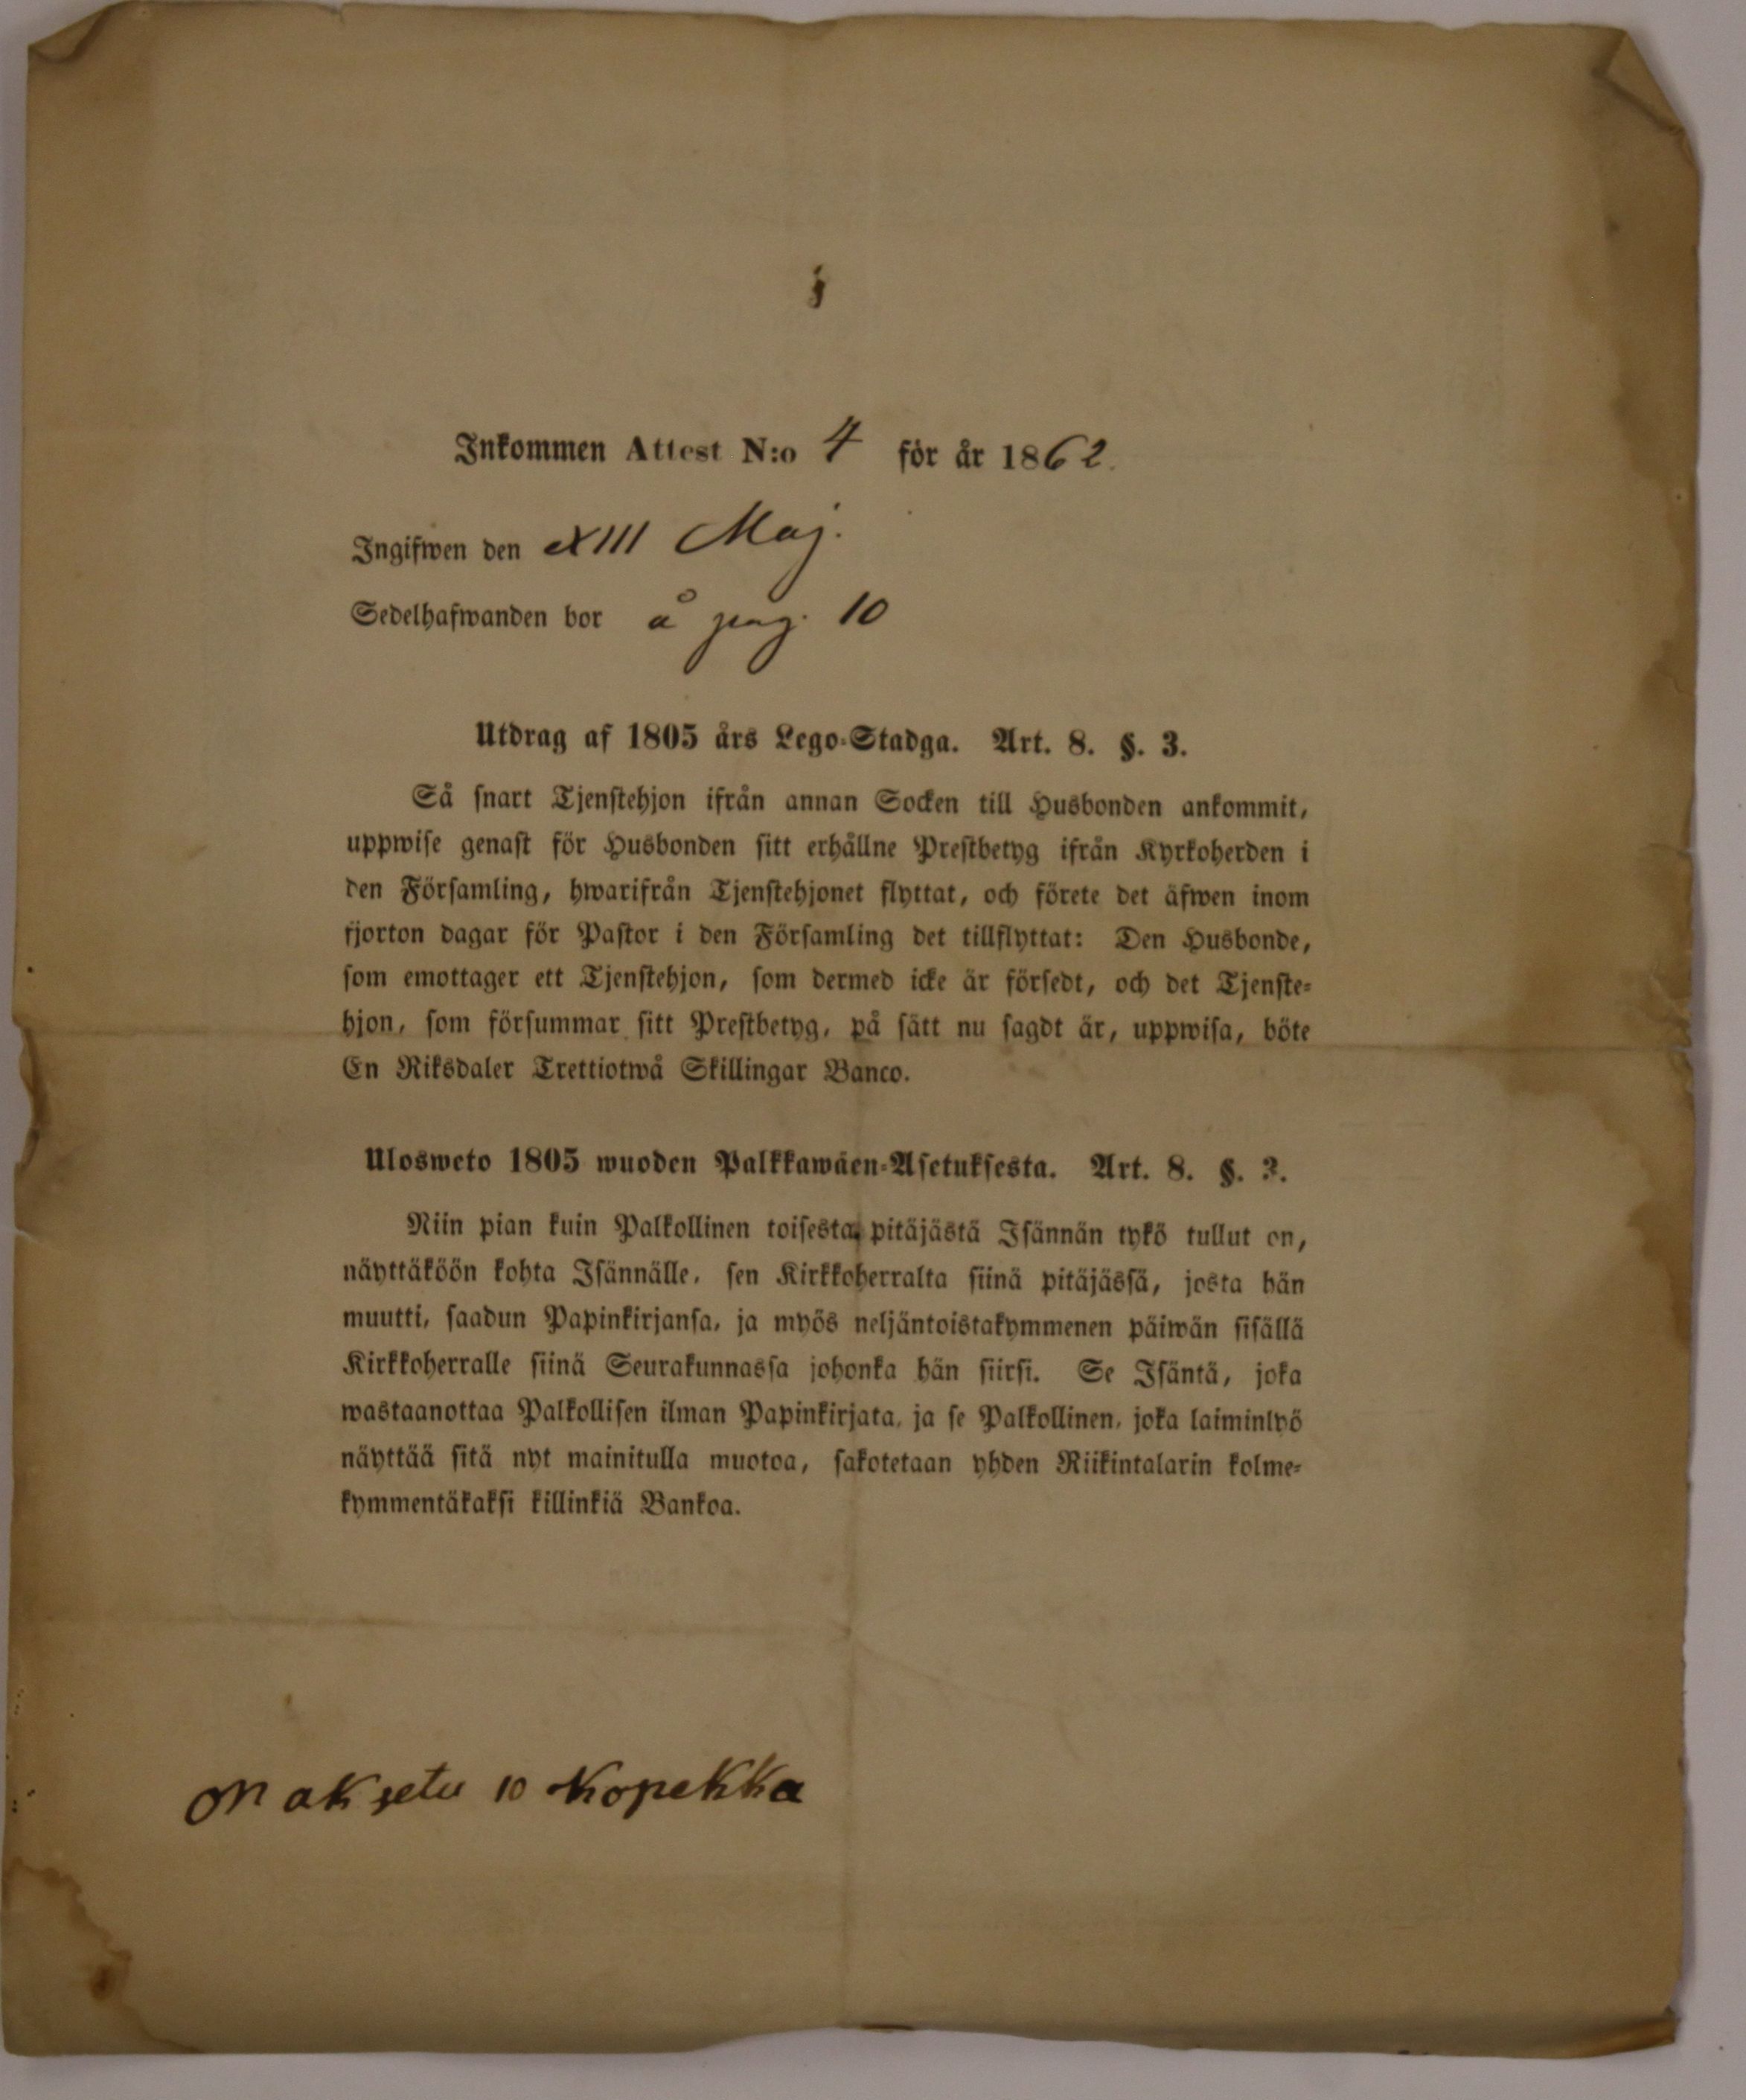 Inkommen Attest N:o 4 för år 1862.
Ingifwen den XIII Maj.
Sedelhafwanden bor å pag. 10
Utdrag af 1805 års Lego-Stadga. Art. 8. §. 3.
Så snart Tjenstehjon ifrån annan Socken till Husbonden ankommit,
uppwise genast för Husbonden sitt erhållne Prestbetyg ifrån Kyrkoherden i
den Församling, hwarifrån Tjenstehjonet flyttat, och förete det äfwen inom
fjorton dagar för Pastor i den Församling det tillflyttat: Den Husbonde,
som emottager ett Tjenstehjon, som dermed icke är försedt, och det Tjenste-
hjon, som försummar sitt Prestbetyg, på sätt nu sagdt är, uppwisa, böte
En Riksdaler Trettiotwå Skillingar Banco.
Ulosweto 1805 wuoden Palkkawäen-Asetuksesta. Art. 8. §. 3.
Niin pian kuin Palkollinen toisesta pitäjästä Isännän tykö tullut on,
näyttäköön kohta Isännälle, sen Kirkkoherralta siinä pitäjässä, josta hän
muutti, saadun Papinkirjansa, ja myös neljäntoistakymmenen päiwän sisällä
Kirkkoherralle siinä Seurakunnassa johonka hän siirsi. Se Isäntä, joka
wastaanottaa Palkollisen ilman Papinkirjata, ja se Palkollinen, joka laiminlyö
näyttää sitä nyt mainitulla muotoa, sakotetaan yhden Riikintalarin kolme-
kymmentäkaksi killinkiä Bankoa.
Maksetu 10 Kopekka